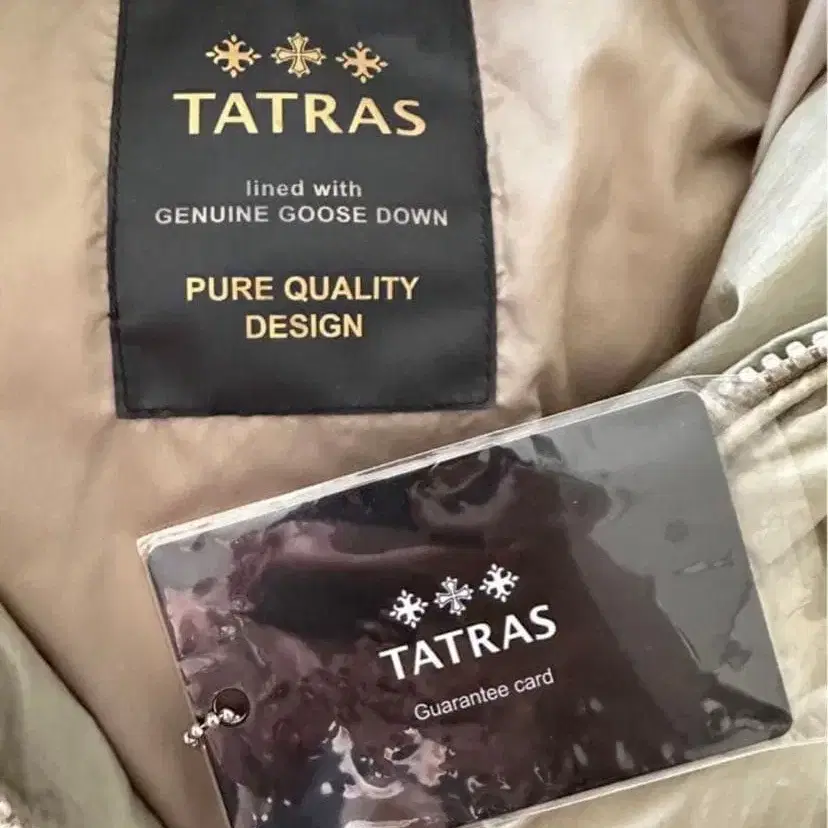 TATRAS
lined with
GENUINE GOOSE DOWN
PURE QUALITY
DESIGN
TATRAS
Guarantee card